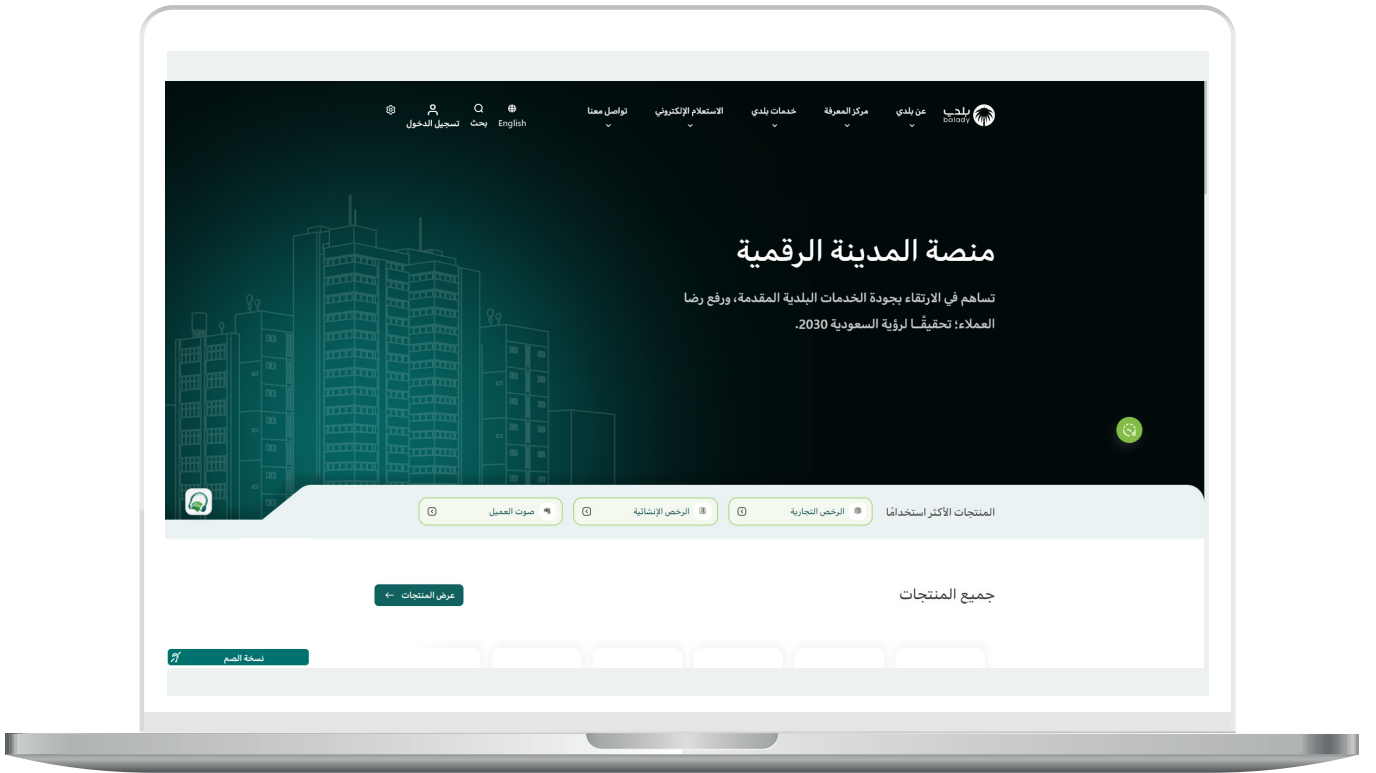 بلدي
balady
عن بلدي
مركز المعرفة
خدمات بلدي
الاستعلام الإلكتروني
تواصل معنا
English
بحث
تسجيل الدخول
منصة المدينة الرقمية
تساهم في الارتقاء بجودة الخدمات البلدية المقدمة، ورفع رضا
العملاء؛ تحقيقًــا لرؤية السعودية 2030.
المنتجات الأكثر استخدامًا
الرخص التجارية
الرخص الإنشائية
صوت العميل
جميع المنتجات
عرض المنتجات
نسخة الصم